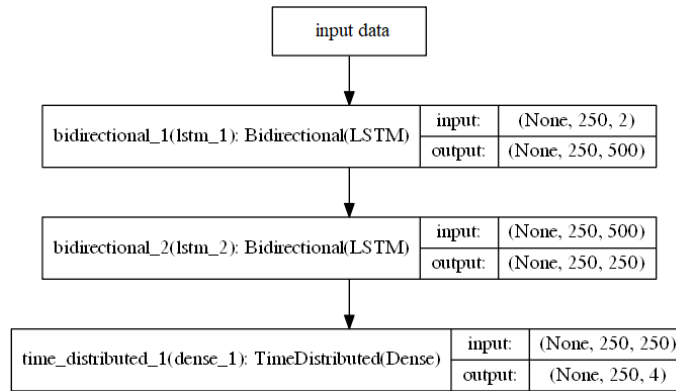 input data
bidirectional_1(lstm_1): Bidirectional(LSTM)
input: (None, 250, 2)
output: (None, 250, 500)
bidirectional_2(lstm_2): Bidirectional(LSTM)
input: (None, 250, 500)
output: (None, 250, 250)
time_distributed_1(dense_1): TimeDistributed(Dense)
input: (None, 250, 250)
output: (None, 250, 4)